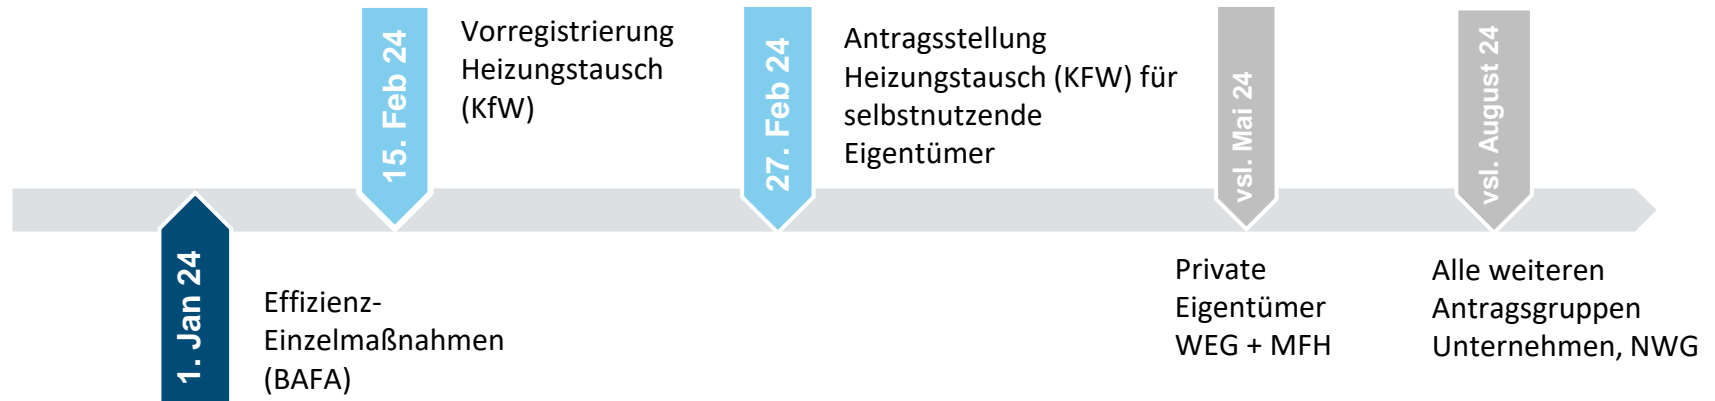 15. Feb 24
Vorregistrierung
Heizungstausch
(KfW)
27. Feb 24
Antragsstellung
Heizungstausch (KFW) für
selbstnutzende
Eigentümer
vsl. Mai 24
vsl. August 24
1. Jan 24
Effizienz-
Einzelmaßnahmen
(BAFA)
Private
Eigentümer
WEG + MFH
Alle weiteren
Antragsgruppen
Unternehmen, NWG